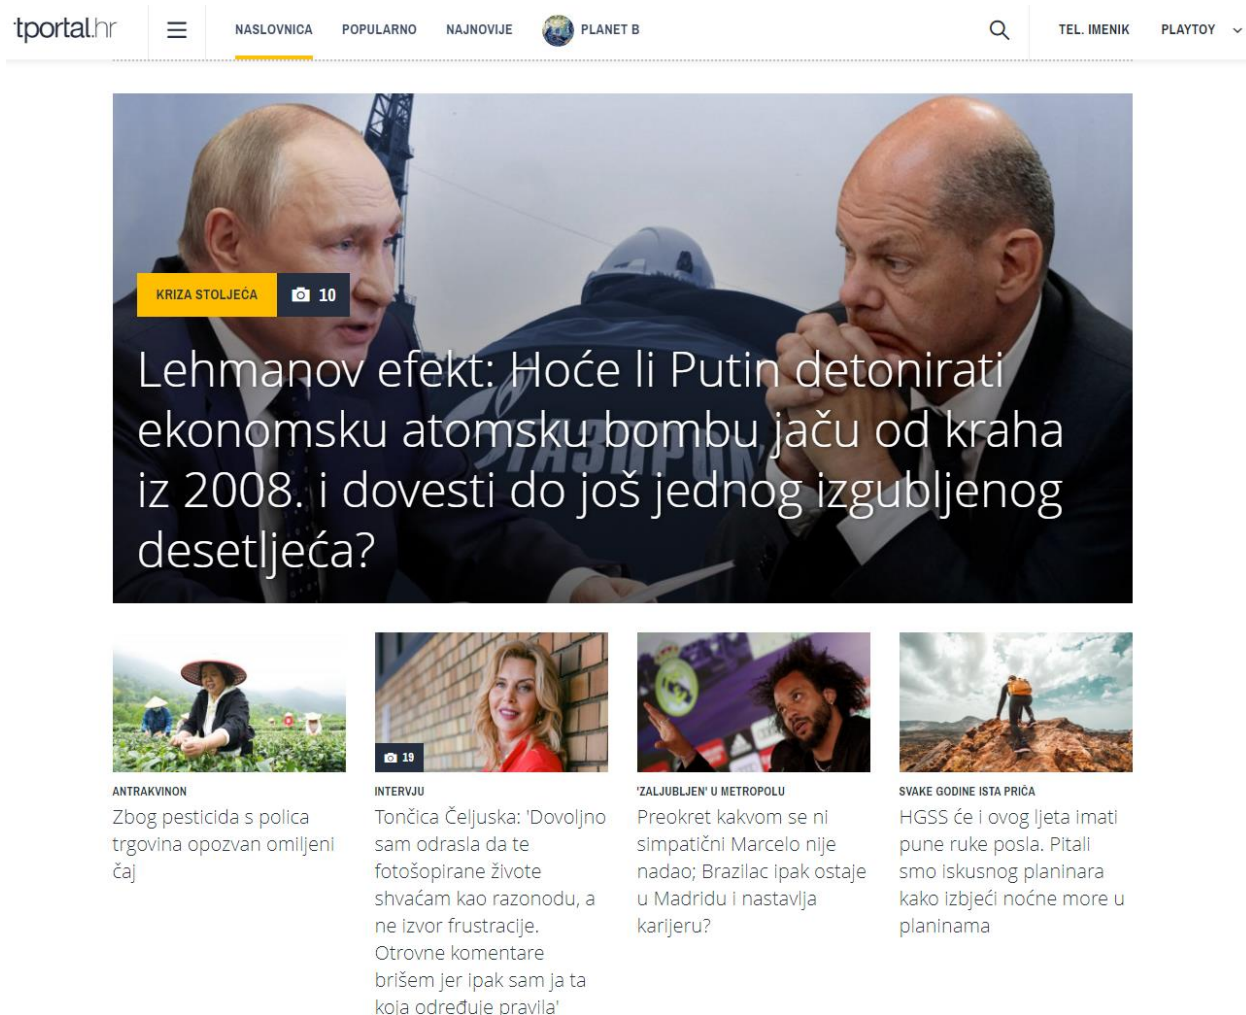 tportal.hr
NASLOVNICA
POPULARNO
NAJNOVIJE
PLANET B
TEL. IMENIK
PLAYTOY
KRIZA STOLJEĆA
10
Lehmanov efekt: Hoće li Putin detonirati
ekonomsku atomsku bombu jaču od kraha
iz 2008. i dovesti do još jednog izgubljenog
desetljeća?
ГАЗПРОМ
19
ANTRAKVINON
Zbog pesticida s polica
trgovina opozvan omiljeni
čaj
INTERVJU
Tončica Čeljuska: 'Dovoljno
sam odrasla da te
fotošopirane živote
shvaćam kao razonodu, a
ne izvor frustracije.
Otrovne komentare
brišem jer ipak sam ja ta
koja određuje pravila'
'ZALJUBLJEN' U METROPOLU
Preokret kakvom se ni
simpatični Marcelo nije
nadao; Brazilac ipak ostaje
u Madridu i nastavlja
karijeru?
SVAKE GODINE ISTA PRIČA
HGSS će i ovog ljeta imati
pune ruke posla. Pitali
smo iskusnog planinara
kako izbjeći noćne more u
planinama